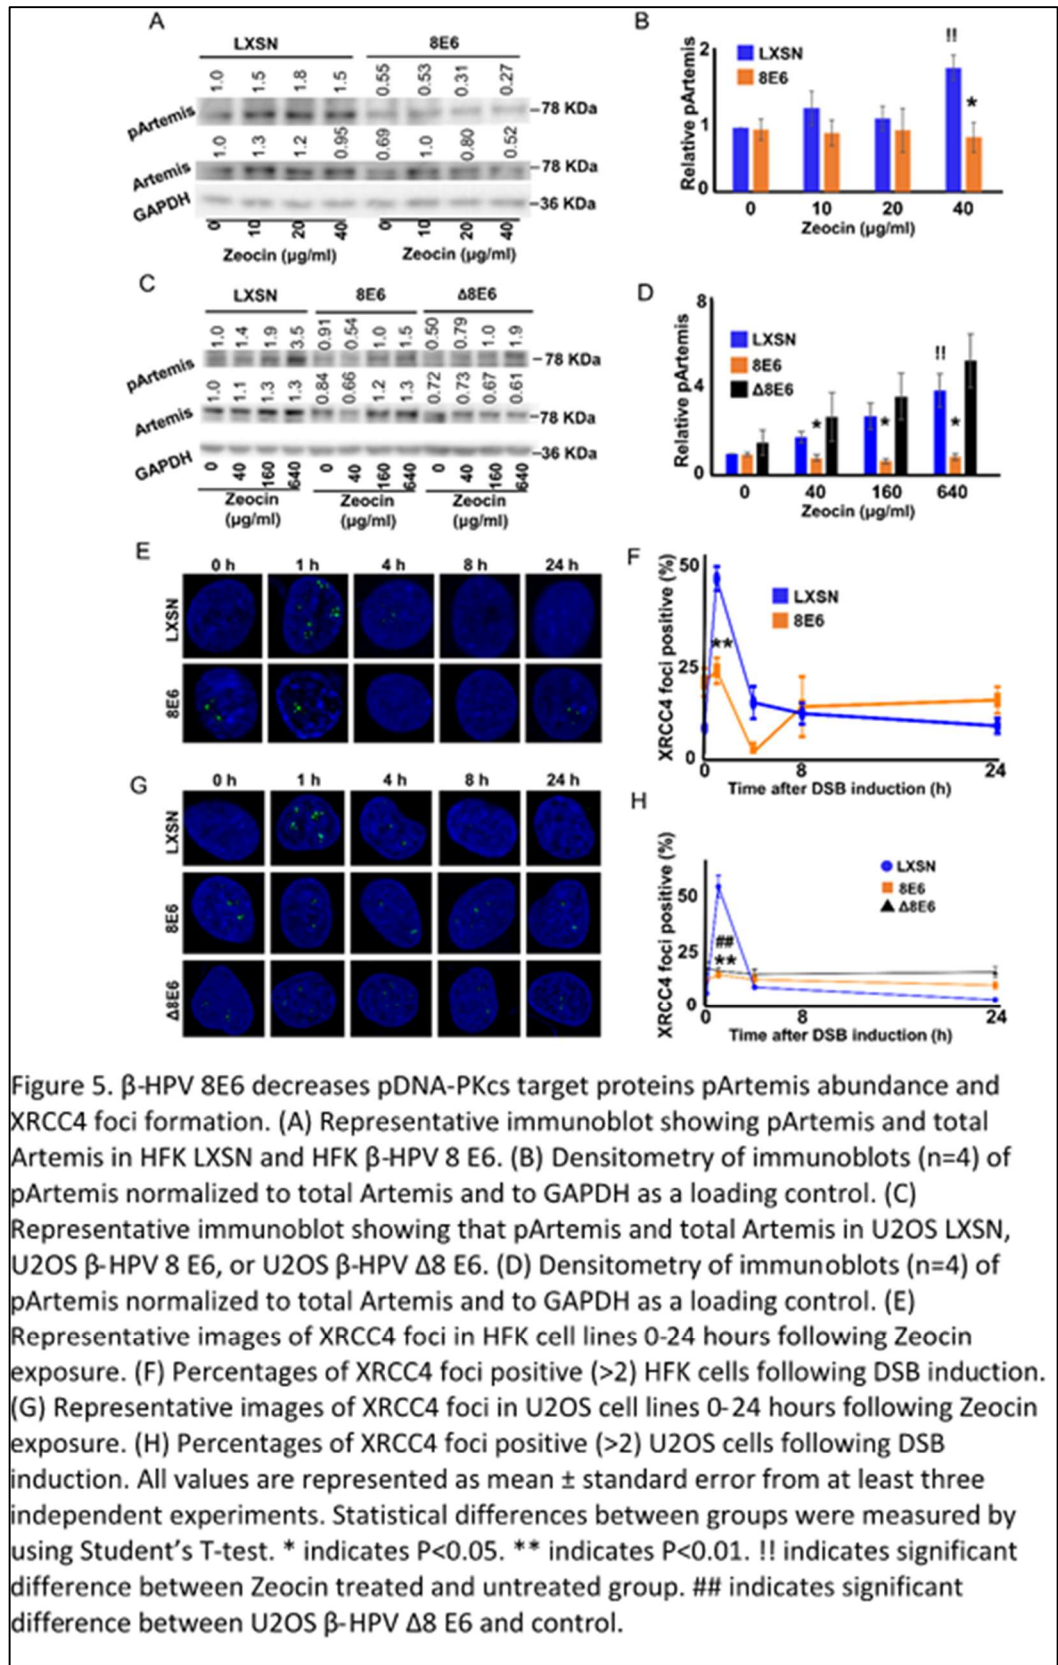 A
LXSN 8E6
1.0 1.5 1.8 1.5 0.55 0.53 0.31 0.27
pArtemis –78 KDa
1.0 1.3 1.2 0.95 0.69 1.0 0.80 0.52
Artemis –78 KDa
GAPDH –36 KDa
0 10 20 40 0 10 20 40
Zeocin (µg/ml) Zeocin (µg/ml)
B
Relative pArtemis
2
1
0
LXSN
8E6
!!
*
0 10 20 40
Zeocin (µg/ml)
C
LXSN 8E6 Δ8E6
1.0 1.4 1.9 3.5 0.91 0.54 1.0 1.5 0.50 0.79 1.0 1.9
pArtemis –78 KDa
1.0 1.1 1.3 1.3 0.84 0.66 1.2 1.3 0.72 0.73 0.67 0.61
Artemis –78 KDa
GAPDH –36 KDa
0 40 160 640 0 40 160 640 0 40 160 640
Zeocin Zeocin Zeocin
(µg/ml) (µg/ml) (µg/ml)
D
Relative pArtemis
8
4
0
LXSN
8E6
Δ8E6
!!
* * *
0 40 160 640
Zeocin (µg/ml)
E
0 h 1 h 4 h 8 h 24 h
LXSN
8E6
F
XRCC4 foci positive (%)
50
25
0
LXSN
8E6
**
0 8 24
Time after DSB induction (h)
G
0 h 1 h 4 h 8 h 24 h
LXSN
8E6
Δ8E6
H
XRCC4 foci positive (%)
50
25
0
LXSN
8E6
Δ8E6
##
**
0 8 24
Time after DSB induction (h)
Figure 5. β-HPV 8E6 decreases pDNA-PKcs target proteins pArtemis abundance and
XRCC4 foci formation. (A) Representative immunoblot showing pArtemis and total
Artemis in HFK LXSN and HFK β-HPV 8 E6. (B) Densitometry of immunoblots (n=4) of
pArtemis normalized to total Artemis and to GAPDH as a loading control. (C)
Representative immunoblot showing that pArtemis and total Artemis in U2OS LXSN,
U2OS β-HPV 8 E6, or U2OS β-HPV Δ8 E6. (D) Densitometry of immunoblots (n=4) of
pArtemis normalized to total Artemis and to GAPDH as a loading control. (E)
Representative images of XRCC4 foci in HFK cell lines 0-24 hours following Zeocin
exposure. (F) Percentages of XRCC4 foci positive (>2) HFK cells following DSB induction.
(G) Representative images of XRCC4 foci in U2OS cell lines 0-24 hours following Zeocin
exposure. (H) Percentages of XRCC4 foci positive (>2) U2OS cells following DSB
induction. All values are represented as mean ± standard error from at least three
independent experiments. Statistical differences between groups were measured by
using Student’s T-test. * indicates P<0.05. ** indicates P<0.01. !! indicates significant
difference between Zeocin treated and untreated group. ## indicates significant
difference between U2OS β-HPV Δ8 E6 and control.